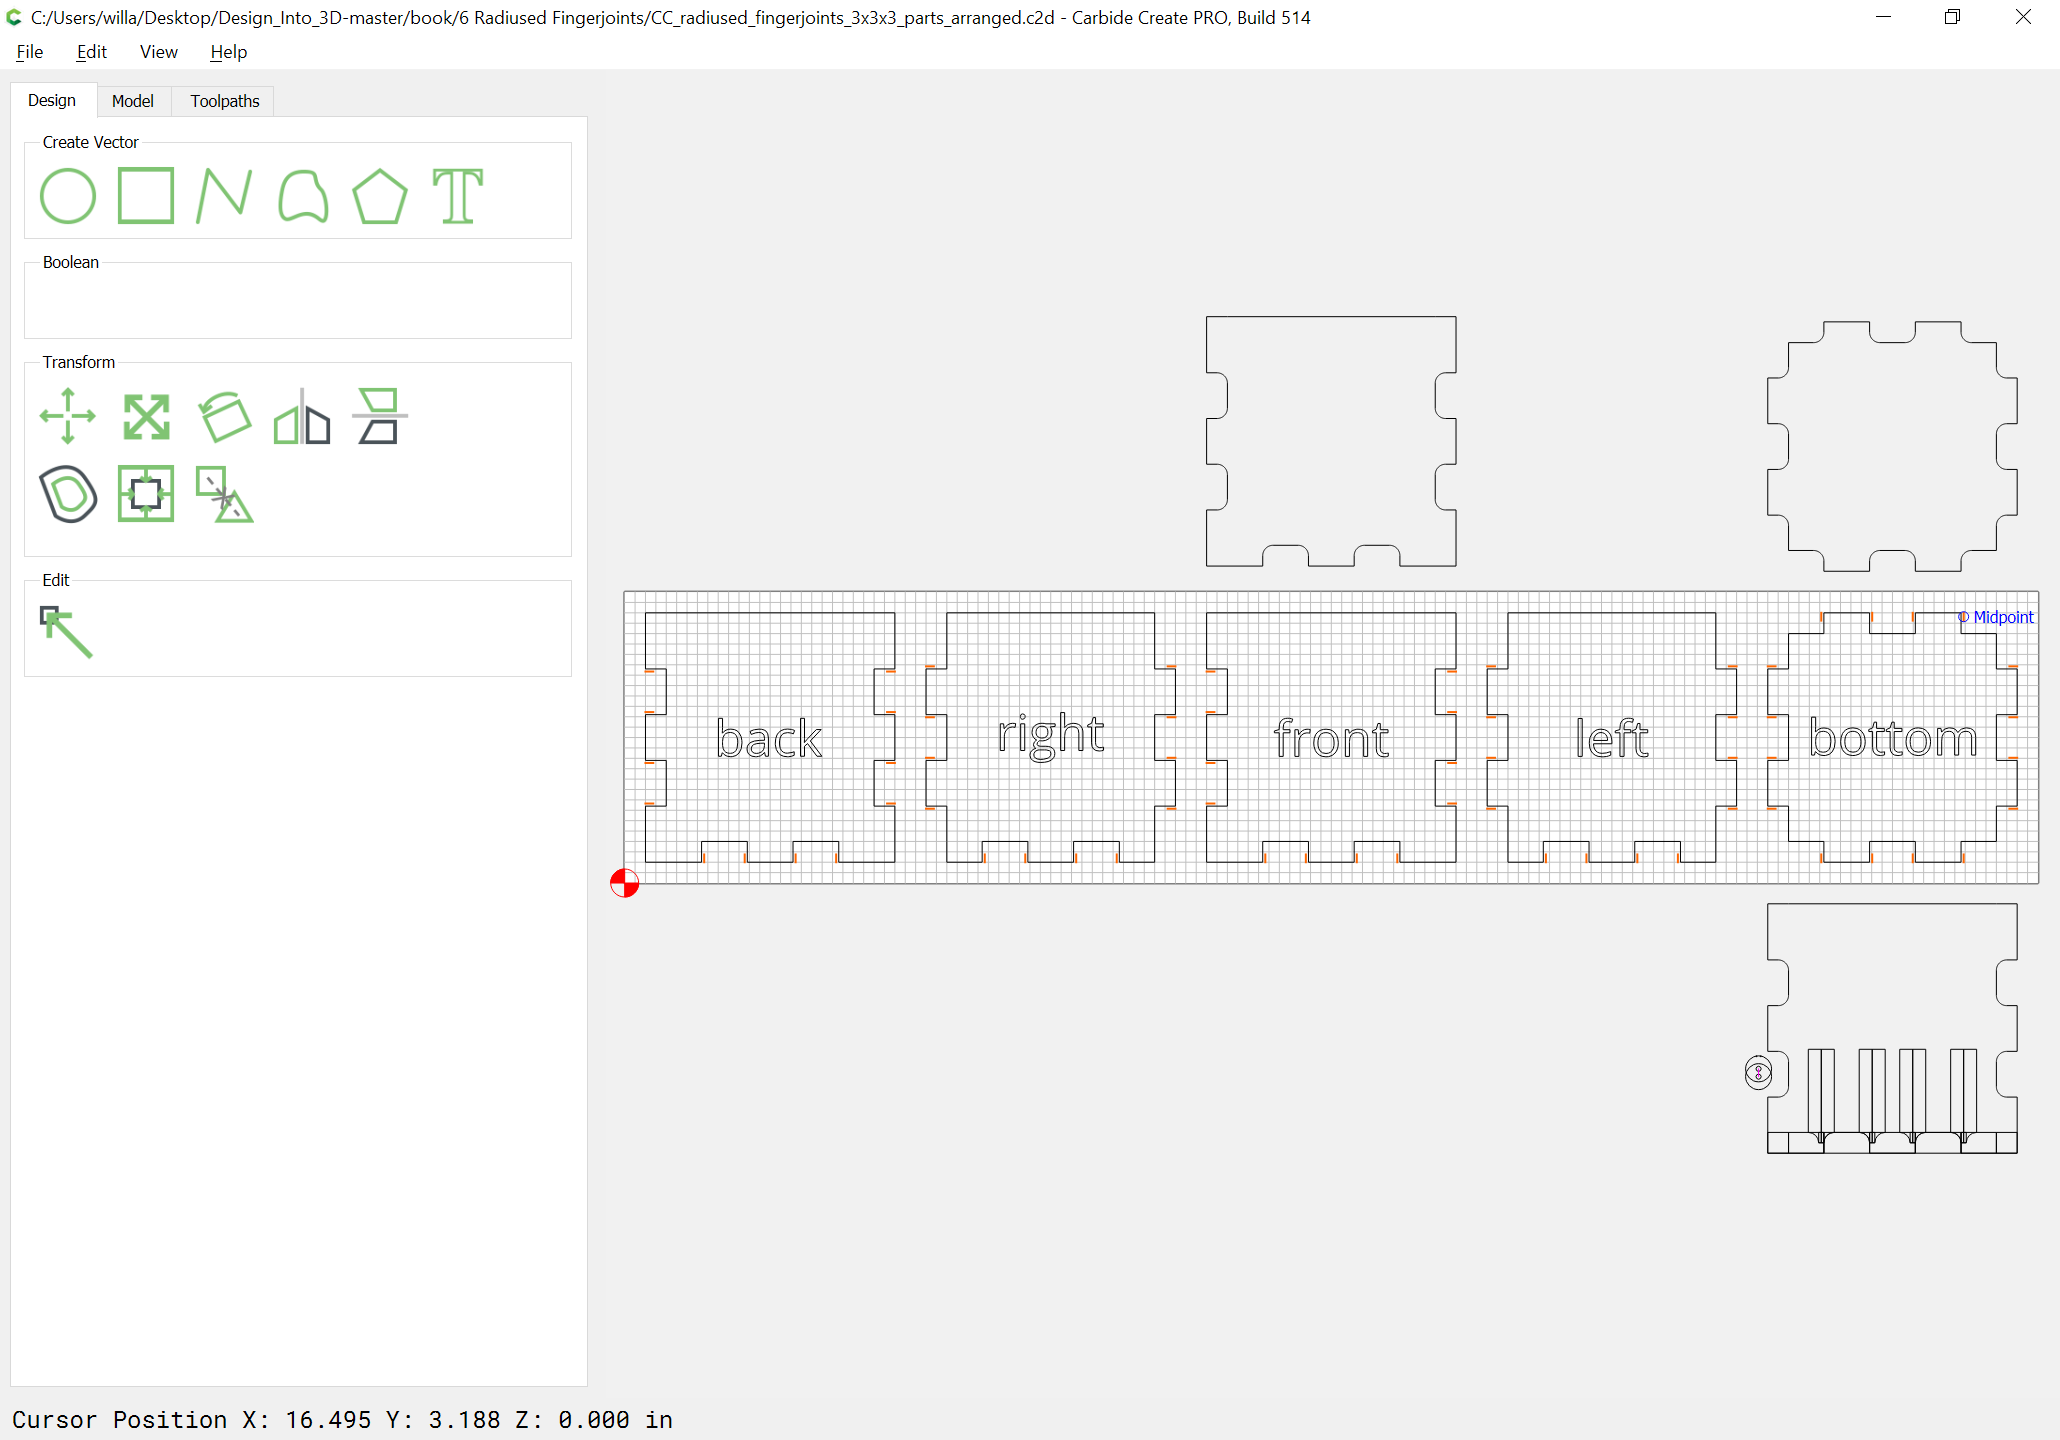 C:/Users/willa/Desktop/Design_Into_3D-master/book/6 Radiused Fingerjoints/CC_radiused_fingerjoints_3x3x3_parts_arranged.c2d - Carbide Create PRO, Build 514
File Edit View Help
Design Model Toolpaths
Create Vector
Boolean
Transform
Edit
Midpoint
back right front left bottom
Cursor Position X: 16.495 Y: 3.188 Z: 0.000 in